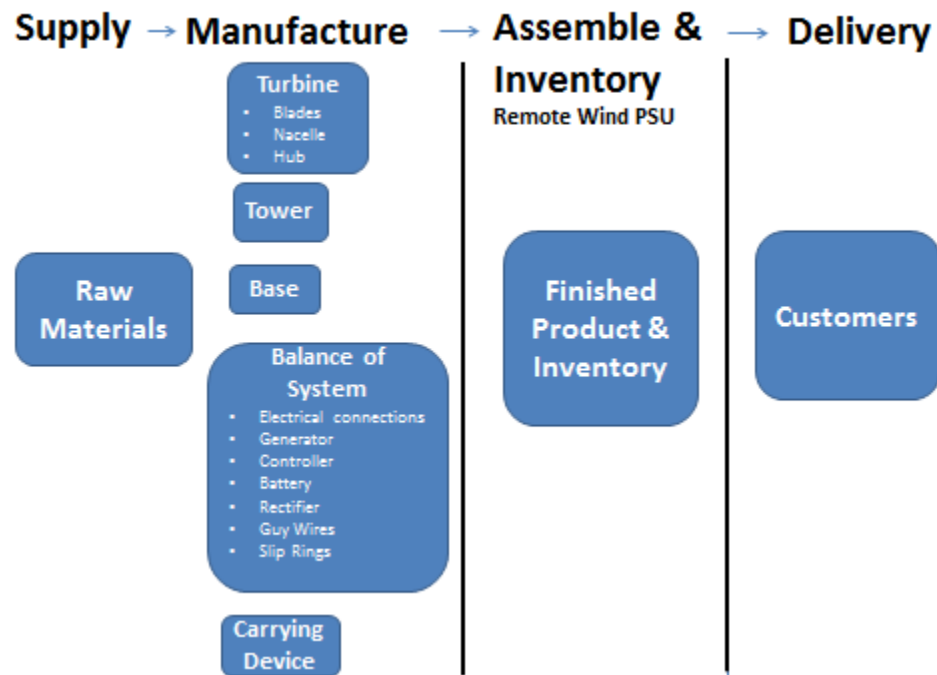 Supply → Manufacture → Assemble & → Delivery
Inventory
Remote Wind PSU
Turbine
• Blades
• Nacelle
• Hub
Tower
Base
Raw
Materials
Balance of
System
• Electrical connections
• Generator
• Controller
• Battery
• Rectifier
• Guy Wires
• Slip Rings
Carrying
Device
Finished
Product &
Inventory
Customers